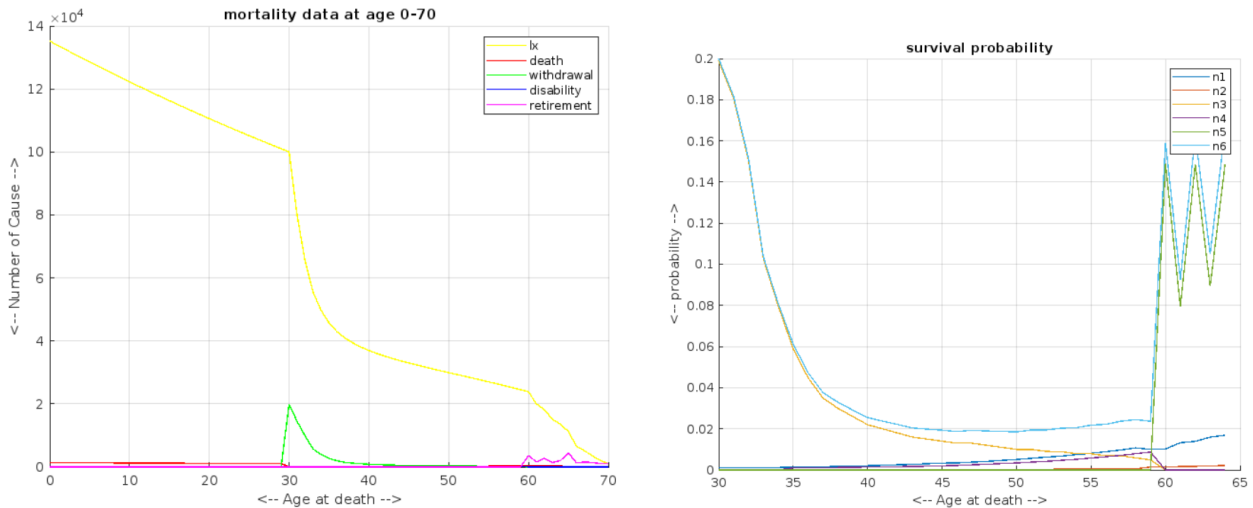 mortality data at age 0-70
×10⁴
14
12
10
8
6
4
2
0
0 10 20 30 40 50 60 70
<-- Age at death -->
<-- Number of Cause -->
lx
death
withdrawal
disability
retirement
survival probability
0.2
0.18
0.16
0.14
0.12
0.1
0.08
0.06
0.04
0.02
0
30 35 40 45 50 55 60 65
<-- Age at death -->
<-- probability -->
n1
n2
n3
n4
n5
n6